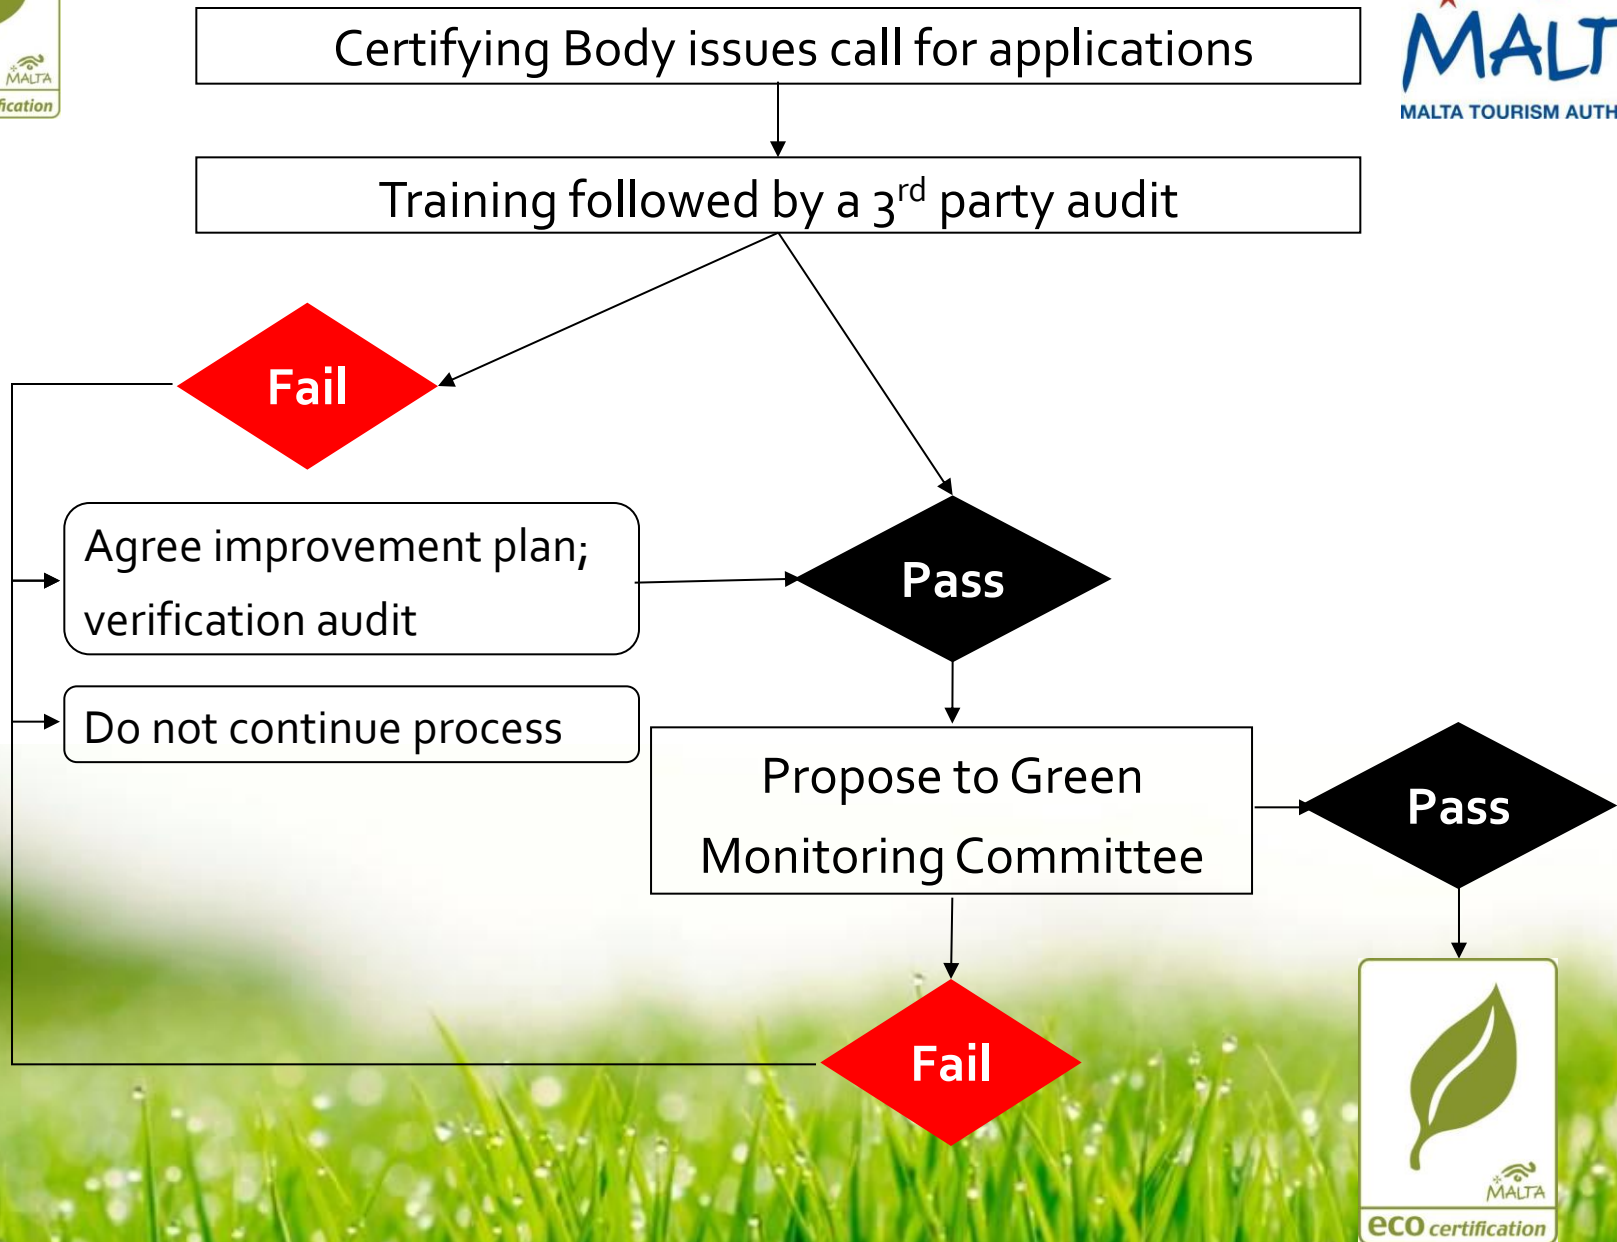 MALTA
Certifying Body issues call for applications
MALTA TOURISM
Training followed by a 3rd party audit
Fail
Agree improvement plan;
verification audit
Pass
Do not continue process
Propose to Green
Monitoring Committee
Pass
Fail
MALTA
eco certification